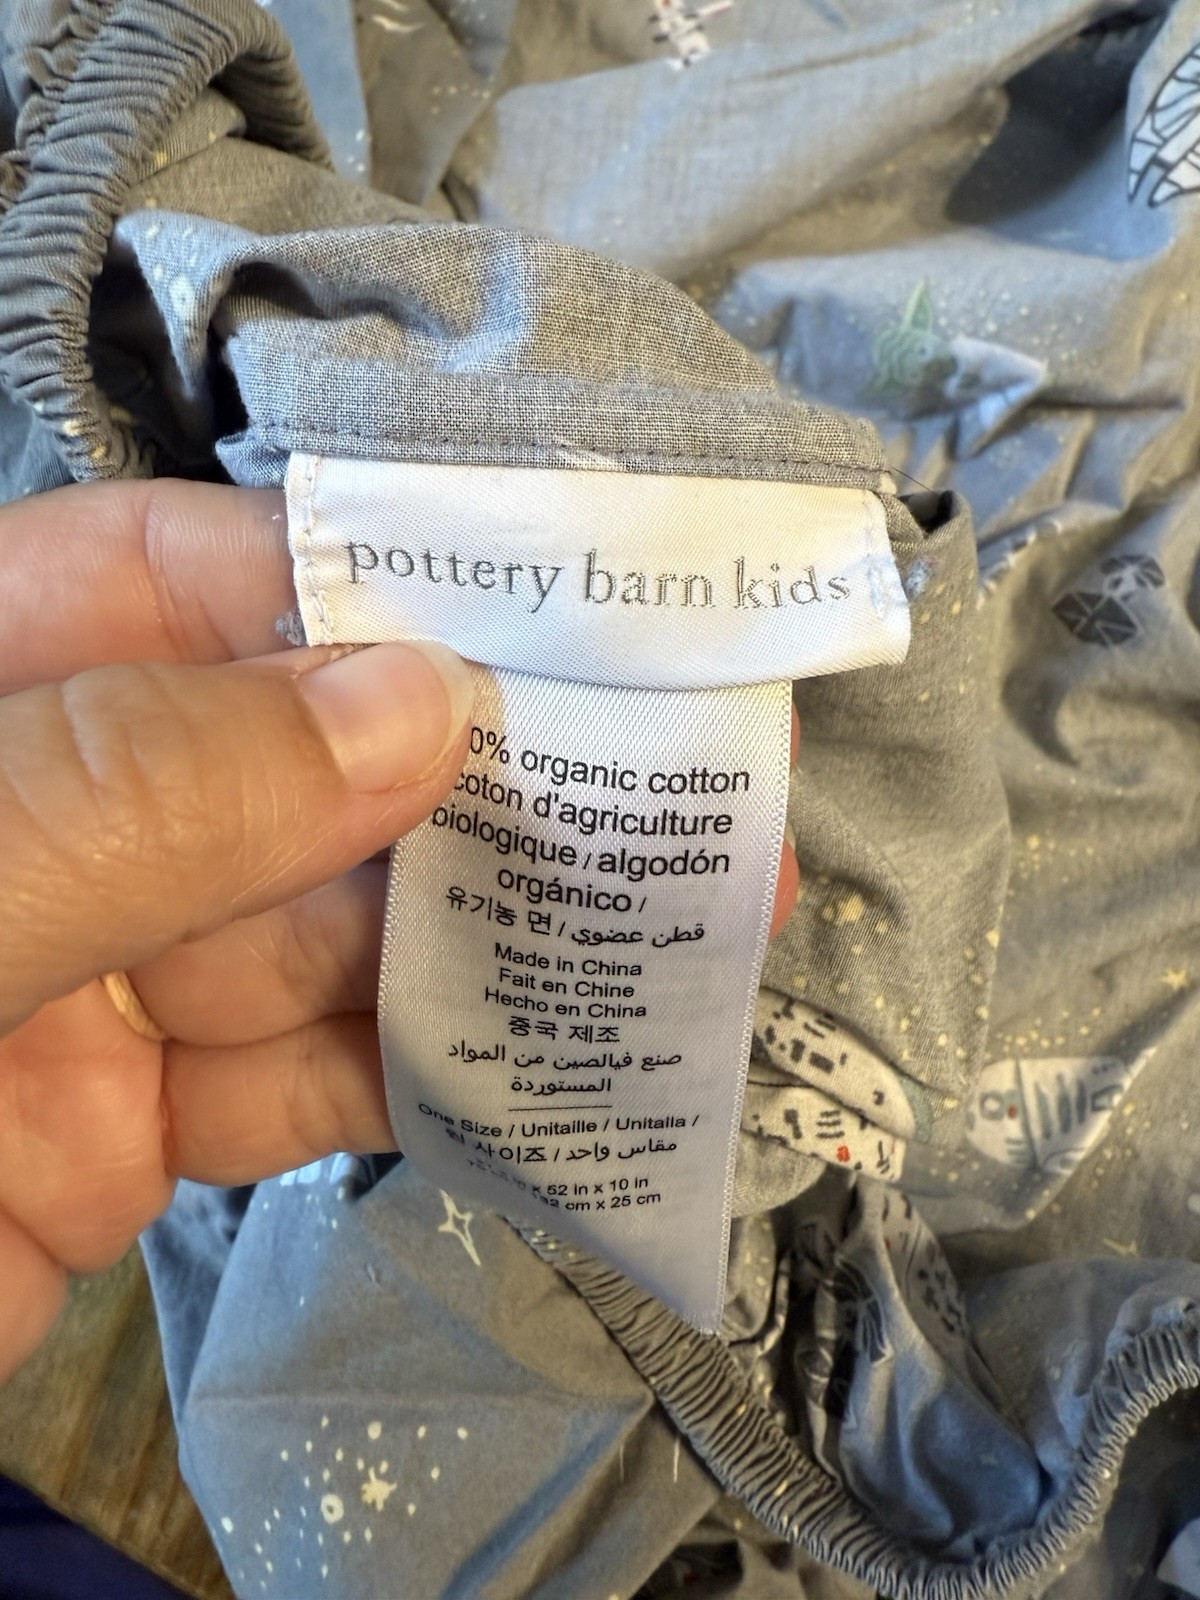 pottery barn kids
0% organic cotton
coton d'agriculture
biologique / algodón
orgánico /
유기농 면 / قطن عضوي
Made in China
Fait en Chine
Hecho en China
중국 제조
صنع فيالصين من المواد
المستوردة
One Size / Unitaille / Unitalla /
사이즈 / مقاس واحد
x 52 in x 10 in
cm x 25 cm